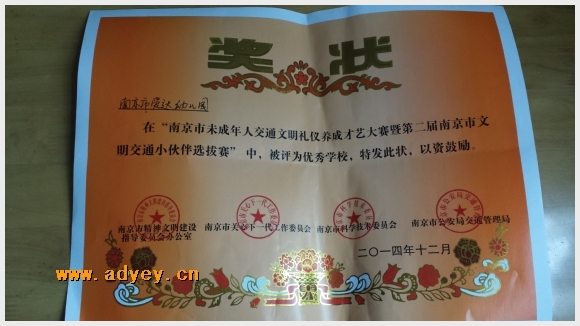 奖状
南京市爱达幼儿园
在“南京市未成年人交通文明礼仪养成才艺大赛暨第二届南京市文
明交通小伙伴选拔赛”中，被评为优秀学校，特发此状，以资鼓励。
南京市精神文明建设
指导委员会办公室
南京市关心下一代工作委员会
南京市科学技术委员会
南京市公安局交通管理局
二〇一四年十二月
www.adyey.cn